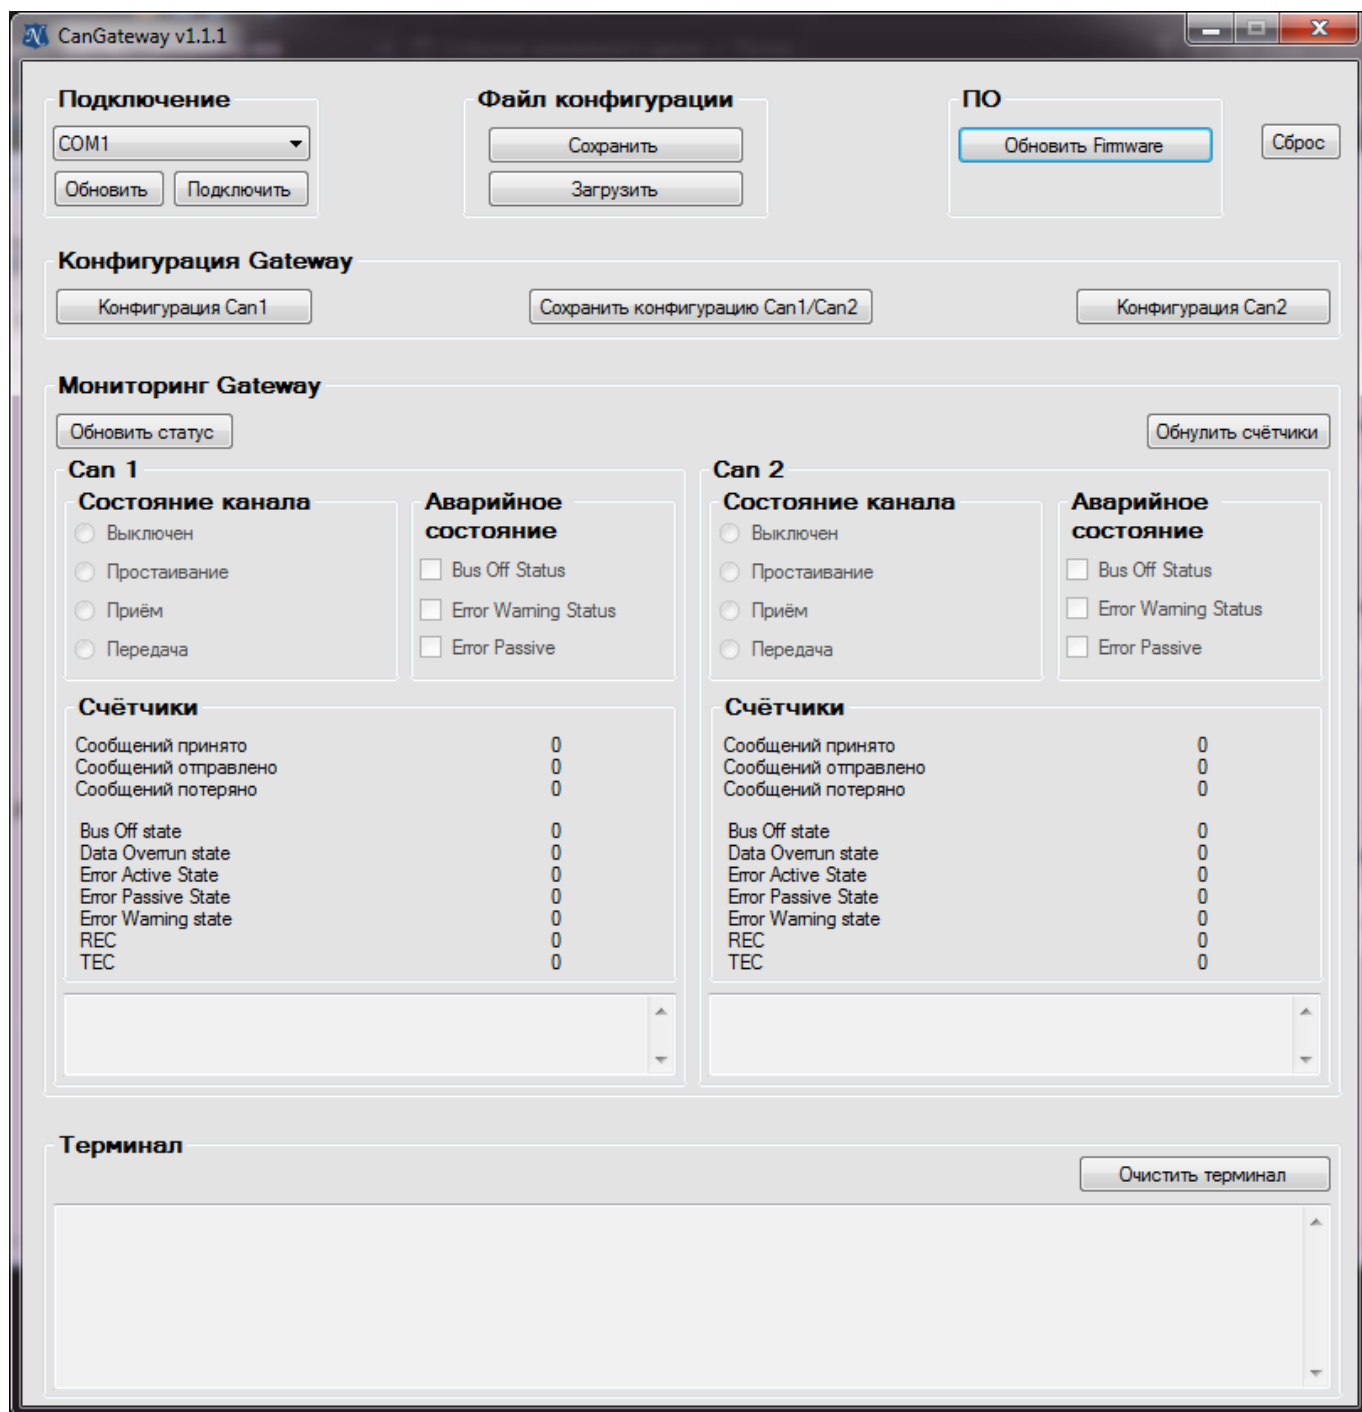 CanGateway v1.1.1
Подключение
COM1
Обновить Подключить
Файл конфигурации
Сохранить
Загрузить
ПО
Обновить Firmware
Сброс
Конфигурация Gateway
Конфигурация Can1 Сохранить конфигурацию Can1/Can2 Конфигурация Can2
Мониторинг Gateway
Обновить статус Обнулить счётчики
Can 1
Состояние канала
Выключен
Простаивание
Приём
Передача
Аварийное
состояние
Bus Off Status
Error Warning Status
Error Passive
Счётчики
Сообщений принято 0
Сообщений отправлено 0
Сообщений потеряно 0
Bus Off state 0
Data Overrun state 0
Error Active State 0
Error Passive State 0
Error Warning state 0
REC 0
TEC 0
Can 2
Состояние канала
Выключен
Простаивание
Приём
Передача
Аварийное
состояние
Bus Off Status
Error Warning Status
Error Passive
Счётчики
Сообщений принято 0
Сообщений отправлено 0
Сообщений потеряно 0
Bus Off state 0
Data Overrun state 0
Error Active State 0
Error Passive State 0
Error Warning state 0
REC 0
TEC 0
Терминал
Очистить терминал